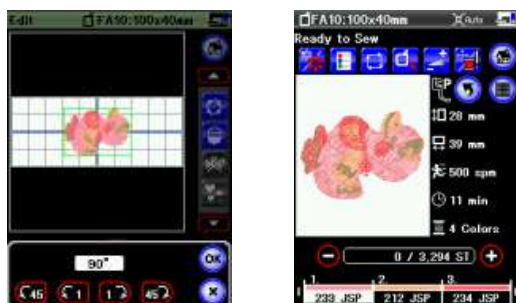 Edit FA10:100x40mm
90°
OK
45 1 1 45 x
FA10:100x40mm Auto
Ready to Sew
P
28 mm
39 mm
500 spm
11 min
4 Colors
0 / 3,294 ST
1 2 3
233 JSP 212 JSP 234 JSP